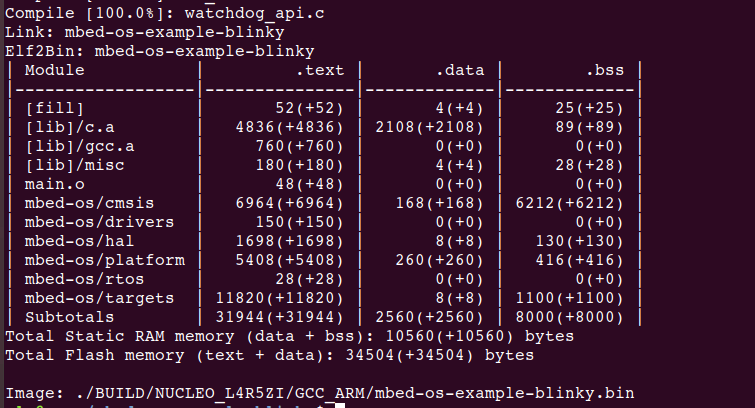 Compile [100.0%]: watchdog_api.c
Link: mbed-os-example-blinky
Elf2Bin: mbed-os-example-blinky
| Module           |         .text |       .data |        .bss |
|------------------|---------------|-------------|-------------|
| [fill]           |       52(+52) |       4(+4) |     25(+25) |
| [lib]/c.a        |   4836(+4836) | 2108(+2108) |     89(+89) |
| [lib]/gcc.a      |     760(+760) |       0(+0) |       0(+0) |
| [lib]/misc       |     180(+180) |       4(+4) |     28(+28) |
| main.o           |       48(+48) |       0(+0) |       0(+0) |
| mbed-os/cmsis    |   6964(+6964) |   168(+168) | 6212(+6212) |
| mbed-os/drivers  |     150(+150) |       0(+0) |       0(+0) |
| mbed-os/hal      |   1698(+1698) |       8(+8) |   130(+130) |
| mbed-os/platform |   5408(+5408) |   260(+260) |   416(+416) |
| mbed-os/rtos     |       28(+28) |       0(+0) |       0(+0) |
| mbed-os/targets  | 11820(+11820) |       8(+8) | 1100(+1100) |
| Subtotals        | 31944(+31944) | 2560(+2560) | 8000(+8000) |
Total Static RAM memory (data + bss): 10560(+10560) bytes
Total Flash memory (text + data): 34504(+34504) bytes
Image: ./BUILD/NUCLEO_L4R5ZI/GCC_ARM/mbed-os-example-blinky.bin